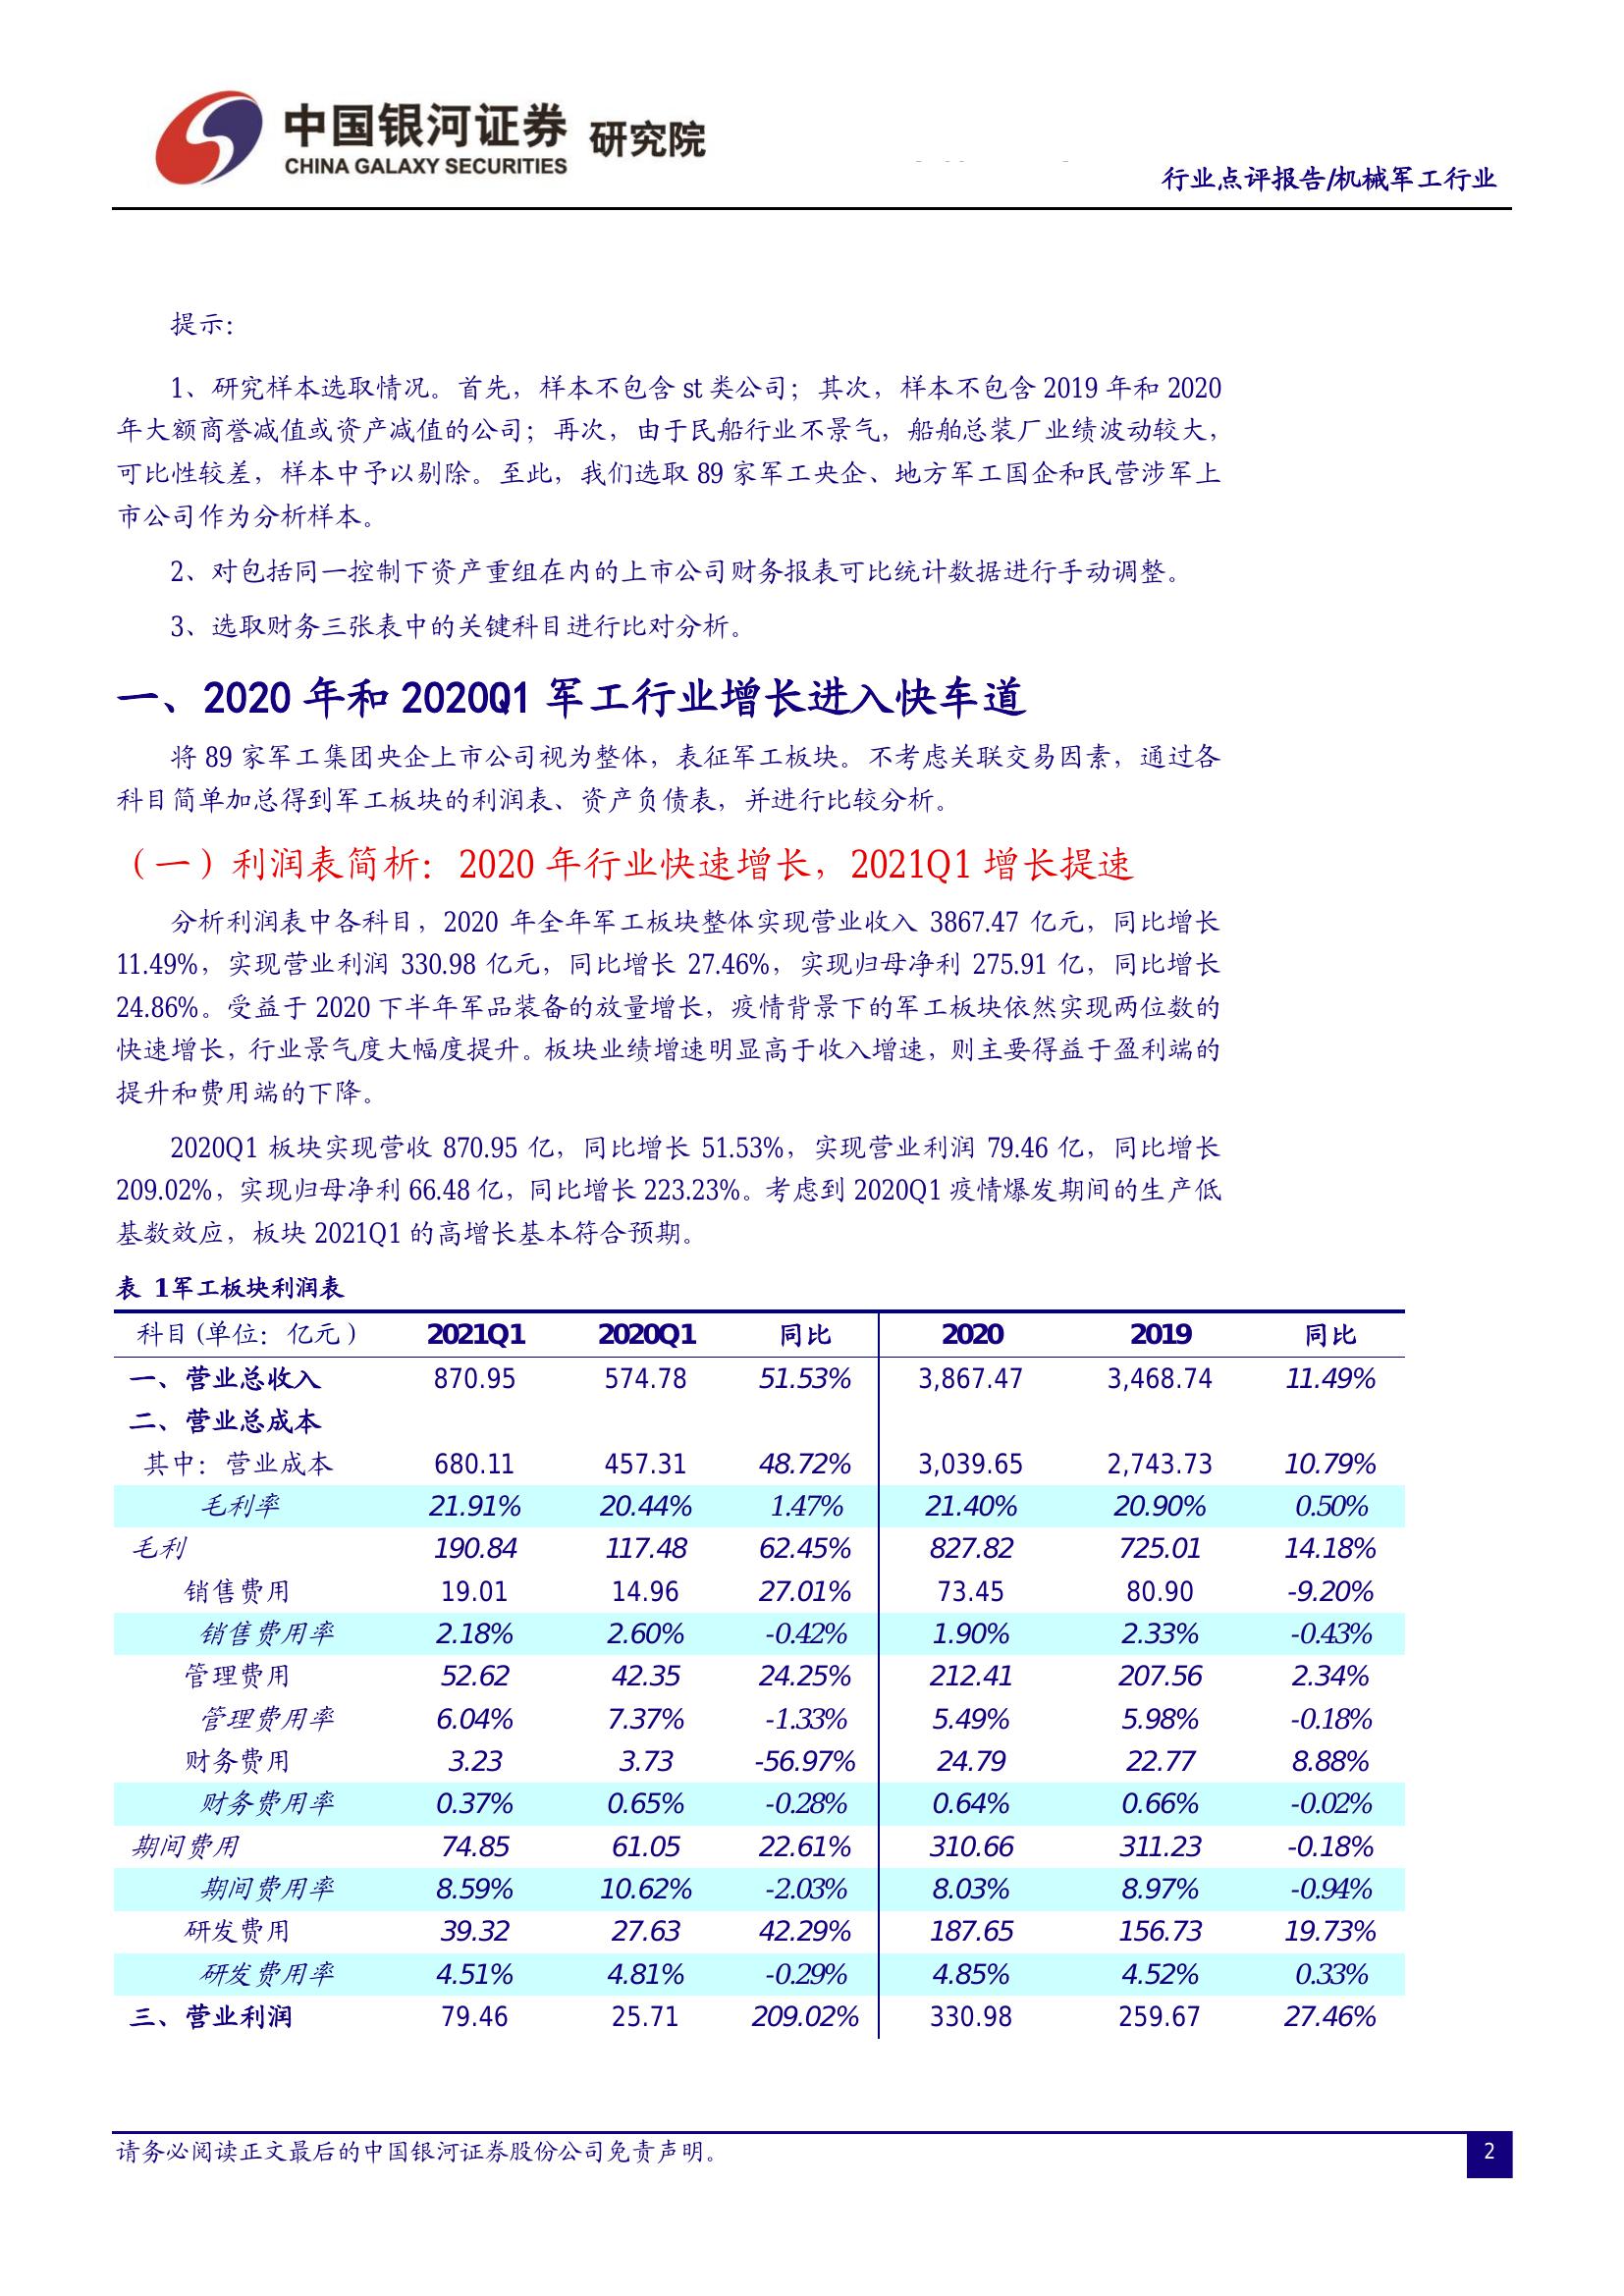 中国银河证券 研究院
CHINA GALAXY SECURITIES
行业点评报告/机械军工行业
提示：
1、研究样本选取情况。首先，样本不包含 st 类公司；其次，样本不包含 2019 年和 2020
年大额商誉减值或资产减值的公司；再次，由于民船行业不景气，船舶总装厂业绩波动较大，
可比性较差，样本中予以剔除。至此，我们选取 89 家军工央企、地方军工国企和民营涉军上
市公司作为分析样本。
2、对包括同一控制下资产重组在内的上市公司财务报表可比统计数据进行手动调整。
3、选取财务三张表中的关键科目进行比对分析。
一、2020 年和 2020Q1 军工行业增长进入快车道
将 89 家军工集团央企上市公司视为整体，表征军工板块。不考虑关联交易因素，通过各
科目简单加总得到军工板块的利润表、资产负债表，并进行比较分析。
（一）利润表简析：2020 年行业快速增长，2021Q1 增长提速
分析利润表中各科目，2020 年全年军工板块整体实现营业收入 3867.47 亿元，同比增长
11.49%，实现营业利润 330.98 亿元，同比增长 27.46%，实现归母净利 275.91 亿，同比增长
24.86%。受益于 2020 下半年军品装备的放量增长，疫情背景下的军工板块依然实现两位数的
快速增长，行业景气度大幅度提升。板块业绩增速明显高于收入增速，则主要得益于盈利端的
提升和费用端的下降。
2020Q1 板块实现营收 870.95 亿，同比增长 51.53%，实现营业利润 79.46 亿，同比增长
209.02%，实现归母净利 66.48 亿，同比增长 223.23%。考虑到 2020Q1 疫情爆发期间的生产低
基数效应，板块 2021Q1 的高增长基本符合预期。
表 1军工板块利润表
科目(单位：亿元) 2021Q1 2020Q1 同比 2020 2019 同比
一、营业总收入 870.95 574.78 51.53% 3,867.47 3,468.74 11.49%
二、营业总成本
其中：营业成本 680.11 457.31 48.72% 3,039.65 2,743.73 10.79%
毛利率 21.91% 20.44% 1.47% 21.40% 20.90% 0.50%
毛利 190.84 117.48 62.45% 827.82 725.01 14.18%
销售费用 19.01 14.96 27.01% 73.45 80.90 -9.20%
销售费用率 2.18% 2.60% -0.42% 1.90% 2.33% -0.43%
管理费用 52.62 42.35 24.25% 212.41 207.56 2.34%
管理费用率 6.04% 7.37% -1.33% 5.49% 5.98% -0.18%
财务费用 3.23 3.73 -56.97% 24.79 22.77 8.88%
财务费用率 0.37% 0.65% -0.28% 0.64% 0.66% -0.02%
期间费用 74.85 61.05 22.61% 310.66 311.23 -0.18%
期间费用率 8.59% 10.62% -2.03% 8.03% 8.97% -0.94%
研发费用 39.32 27.63 42.29% 187.65 156.73 19.73%
研发费用率 4.51% 4.81% -0.29% 4.85% 4.52% 0.33%
三、营业利润 79.46 25.71 209.02% 330.98 259.67 27.46%
请务必阅读正文最后的中国银河证券股份公司免责声明。
2